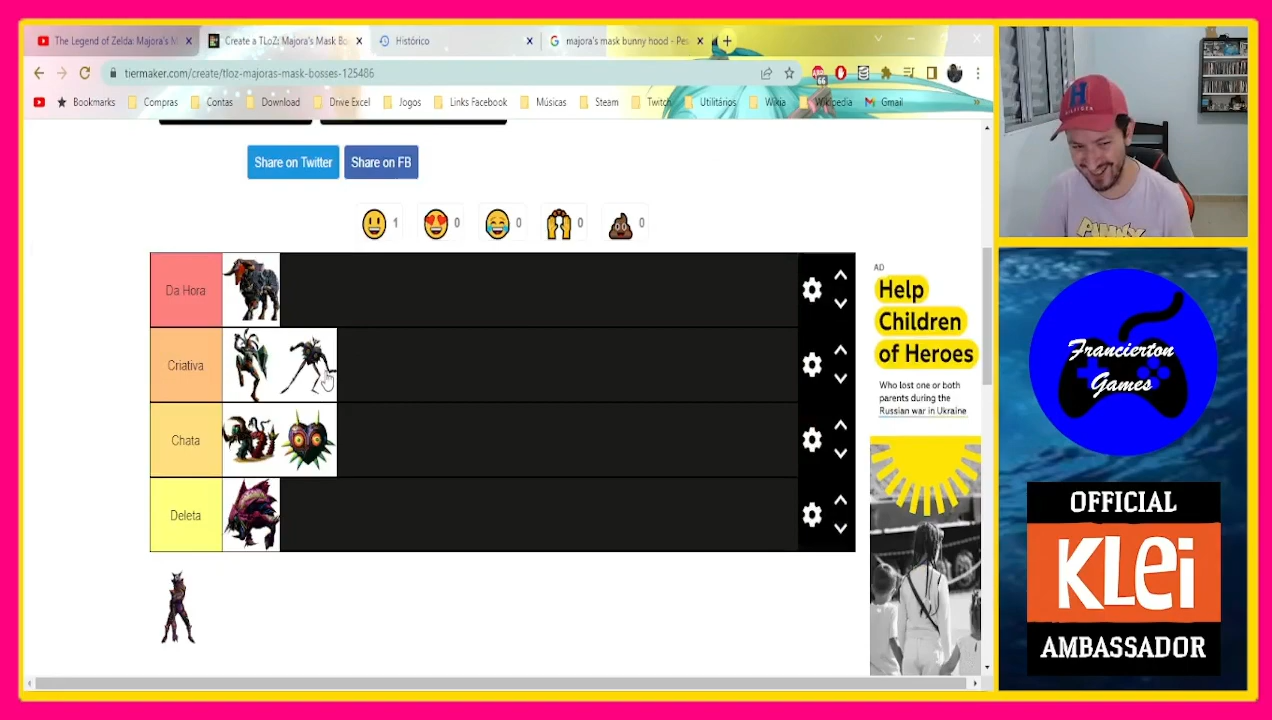 The Legend of Zelda: Majora's M
Create a TLoZ: Majora's Mask Bo
Histórico
majora's mask bunny hood - Pes
tiermaker.com/create/tloz-majoras-mask-bosses-125486
66
Bookmarks
Compras
Contas
Download
Drive Excel
Jogos
Links Facebook
Músicas
Steam
Twitch
Utilitários
Wikia
Wikipedia
Gmail
Share on Twitter
Share on FB
1
0
0
0
0
Da Hora
Criativa
Chata
Deleta
AD
Help
Children
of Heroes
Who lost one or both
parents during the
Russian war in Ukraine
H
HILFIGER
Francierton
Games
OFFICIAL
KLei
AMBASSADOR